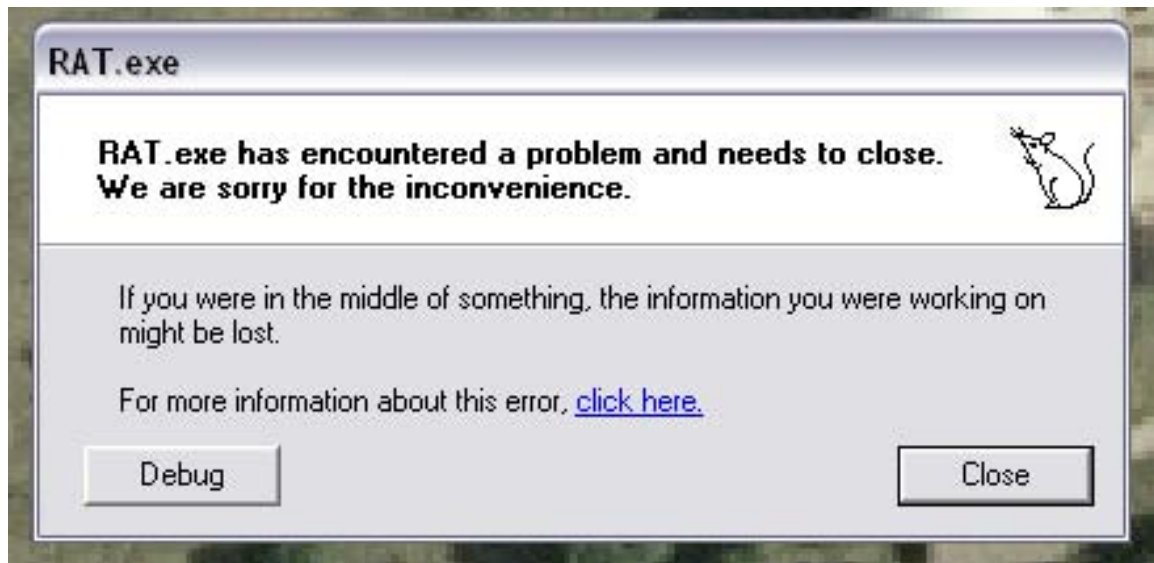 RAT.exe
RAT.exe has encountered a problem and needs to close.
We are sorry for the inconvenience.
If you were in the middle of something, the information you were working on
might be lost.
For more information about this error, click here.
Debug
Close